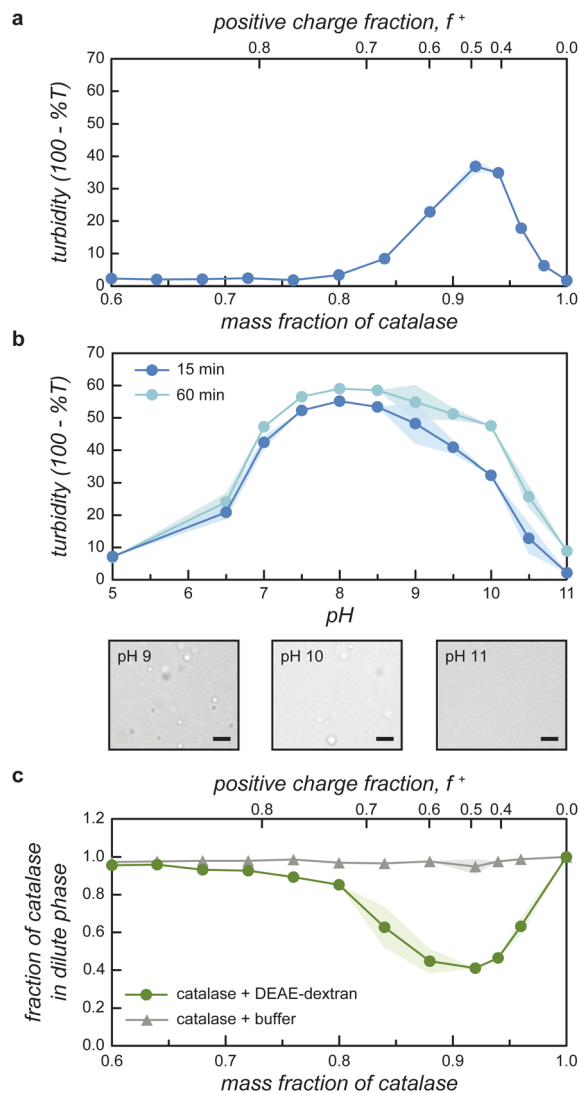 a
positive charge fraction, f +
0.8 0.7 0.6 0.5 0.4 0.0
turbidity (100 - %T)
70
60
50
40
30
20
10
0
0.6 0.7 0.8 0.9 1.0
mass fraction of catalase
b
turbidity (100 - %T)
70
60
50
40
30
20
10
0
15 min
60 min
5 6 7 8 9 10 11
pH
pH 9
pH 10
pH 11
c
positive charge fraction, f +
0.8 0.7 0.6 0.5 0.4 0.0
fraction of catalase
in dilute phase
1.2
1.0
0.8
0.6
0.4
0.2
0.0
catalase + DEAE-dextran
catalase + buffer
0.6 0.7 0.8 0.9 1.0
mass fraction of catalase